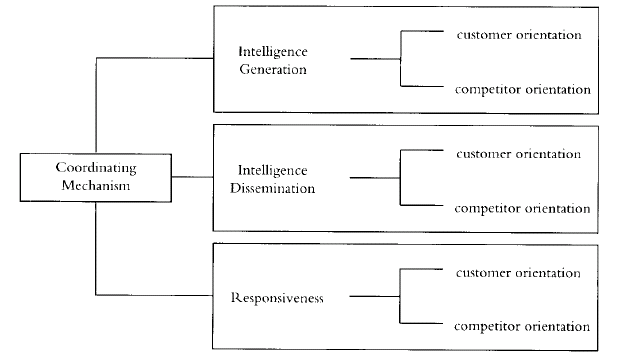 Intelligence
Generation
customer orientation
competitor orientation
Coordinating
Mechanism
Intelligence
Dissemination
customer orientation
competitor orientation
Responsiveness
customer orientation
competitor orientation